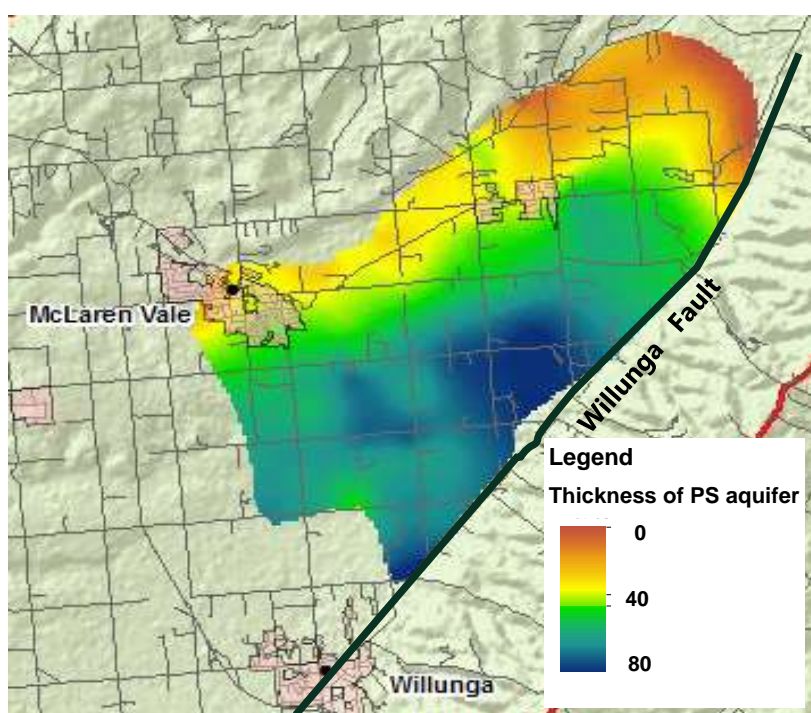 McLaren Vale
Willunga Fault
Legend
Thickness of PS aquifer
0
40
80
Willunga